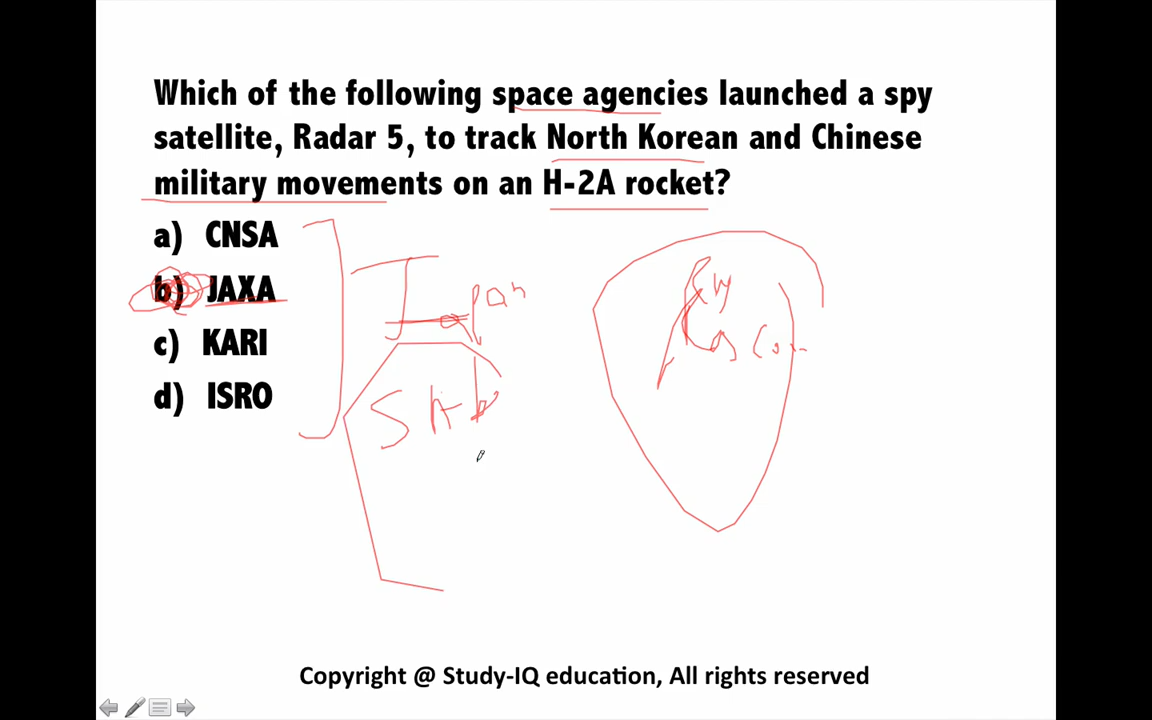 Which of the following space agencies launched a spy
satellite, Radar 5, to track North Korean and Chinese
military movements on an H-2A rocket?
a) CNSA
b) JAXA
c) KARI
d) ISRO
Japan
Copyright @ Study-IQ education, All rights reserved